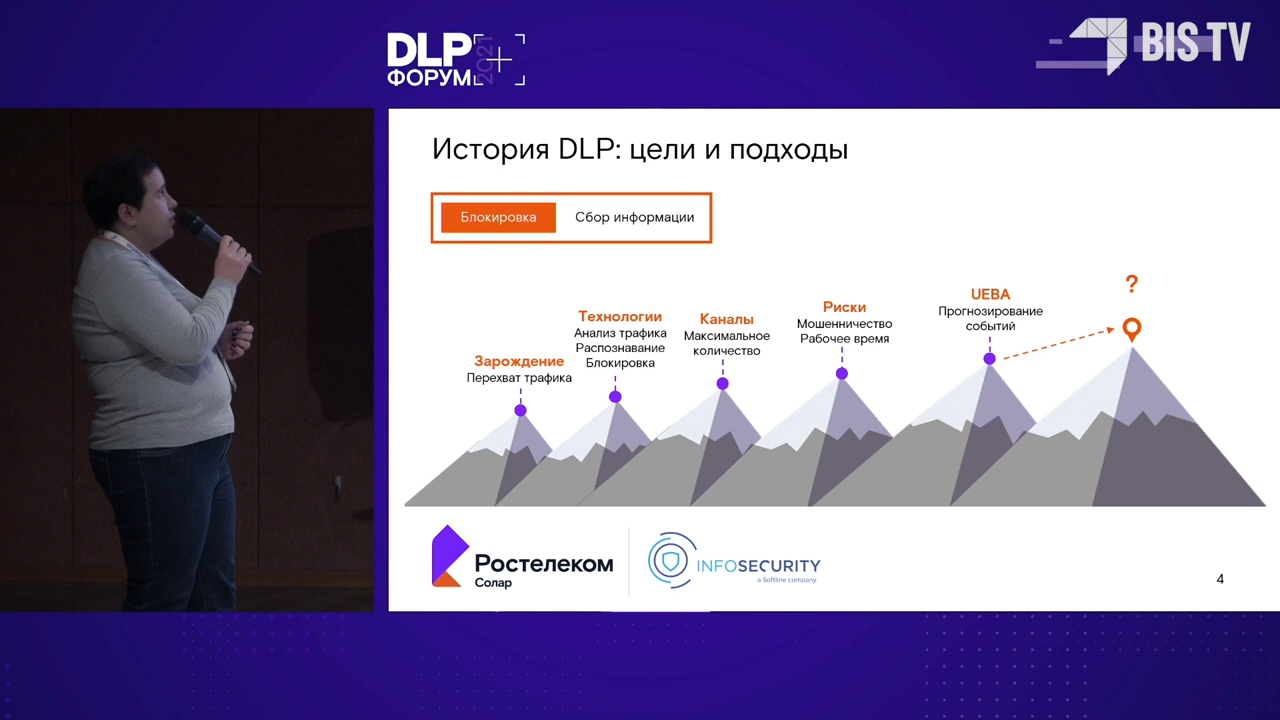 DLP
ФОРУМ
2021
BIS TV
История DLP: цели и подходы
Блокировка
Сбор информации
Зарождение
Перехват трафика
Технологии
Анализ трафика
Распознавание
Блокировка
Каналы
Максимальное
количество
Риски
Мошенничество
Рабочее время
UEBA
Прогнозирование
событий
?
Ростелеком
Солар
INFOSECURITY
a Softline company
4